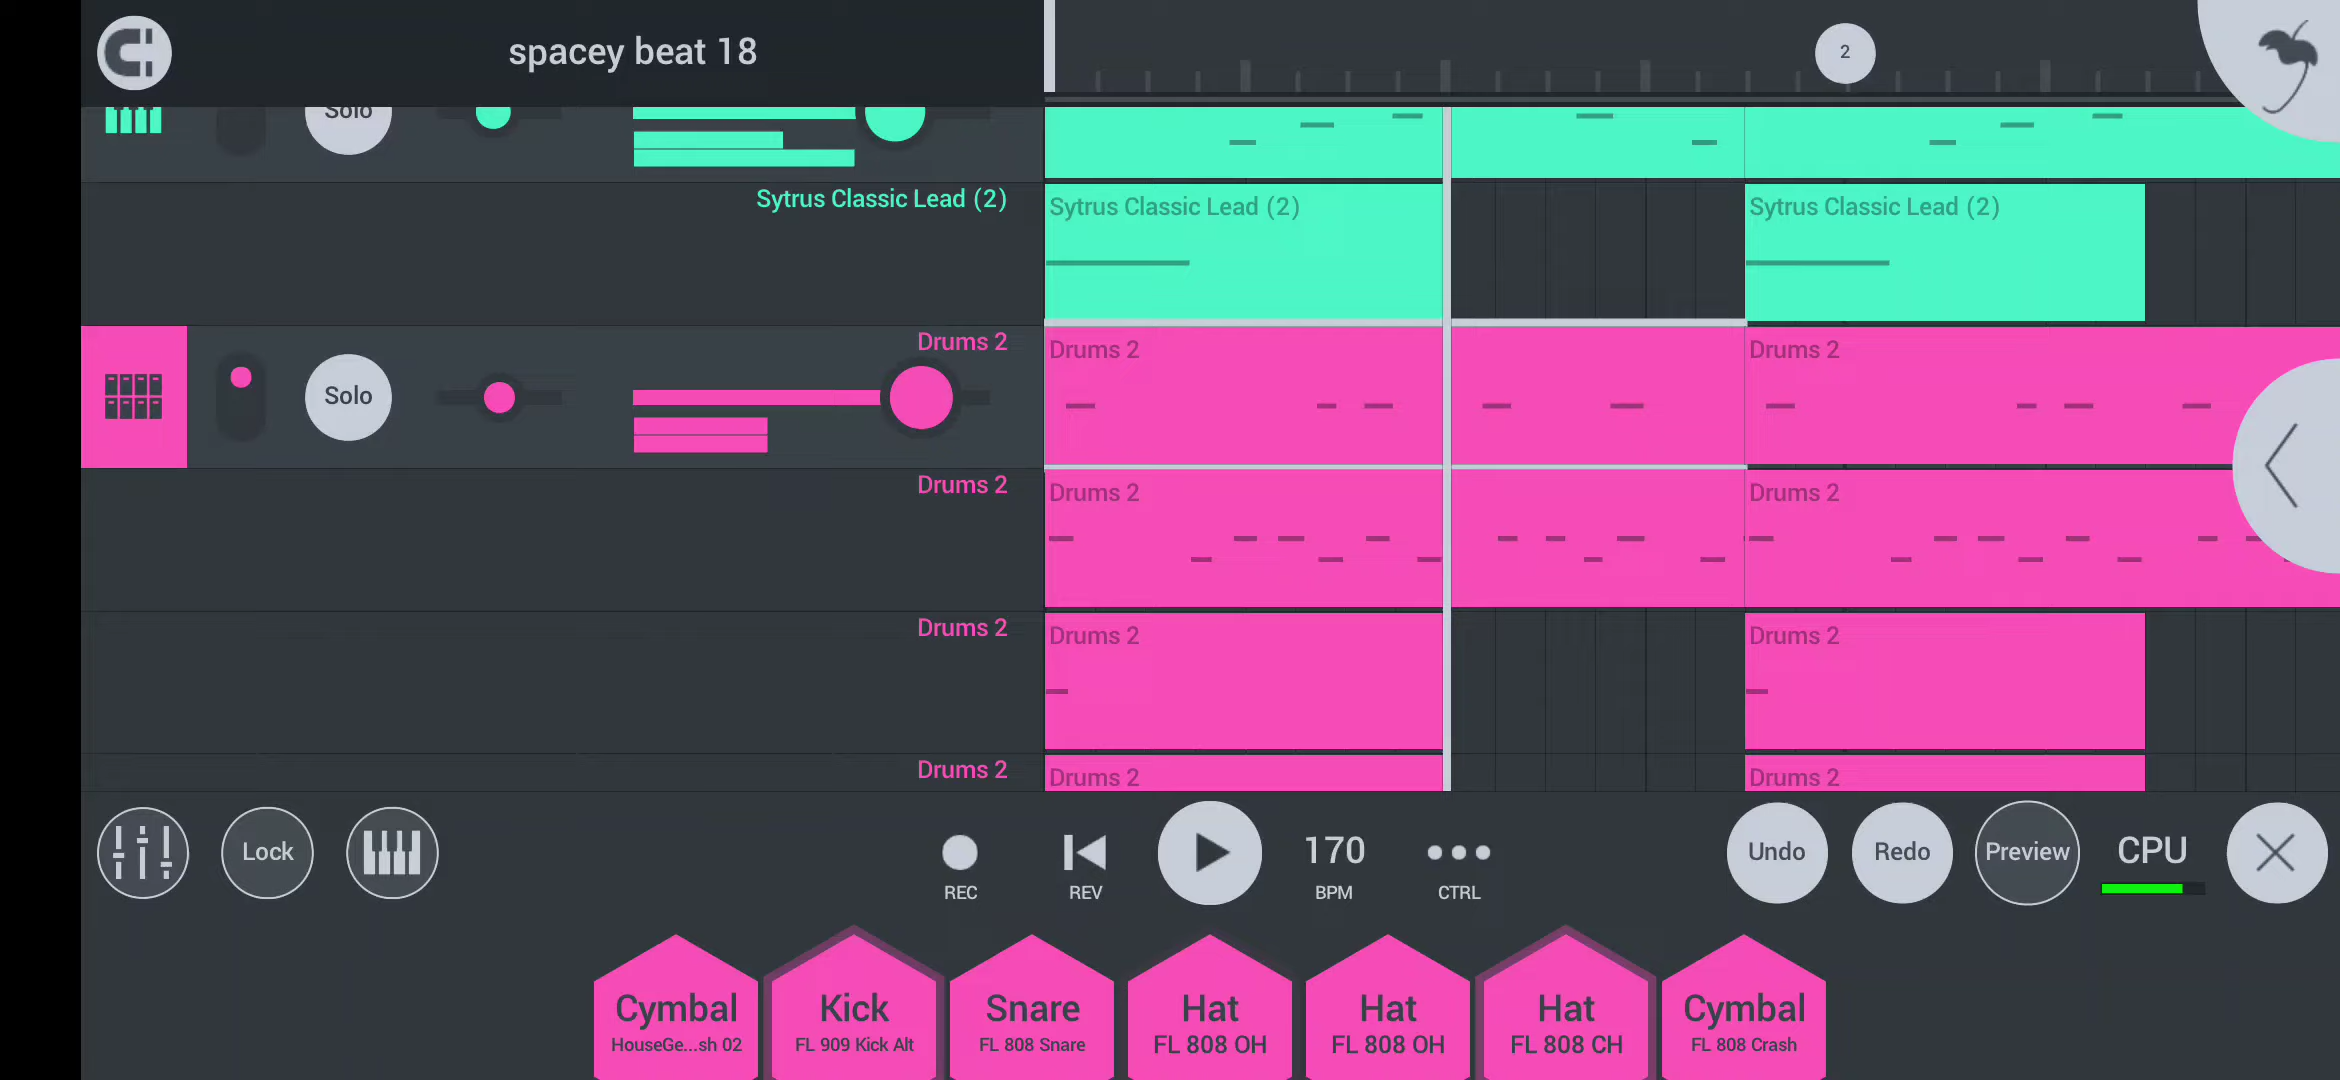 spacey beat 18
2
Solo
Sytrus Classic Lead (2)
Sytrus Classic Lead (2)
Sytrus Classic Lead (2)
Drums 2
Solo
Drums 2
Drums 2
Drums 2
Drums 2
Drums 2
Drums 2
Drums 2
Drums 2
Drums 2
Drums 2
Drums 2
Lock
REC
REV
170
BPM
CTRL
Undo
Redo
Preview
CPU
Cymbal
HouseGe...sh 02
Kick
FL 909 Kick Alt
Snare
FL 808 Snare
Hat
FL 808 OH
Hat
FL 808 OH
Hat
FL 808 CH
Cymbal
FL 808 Crash